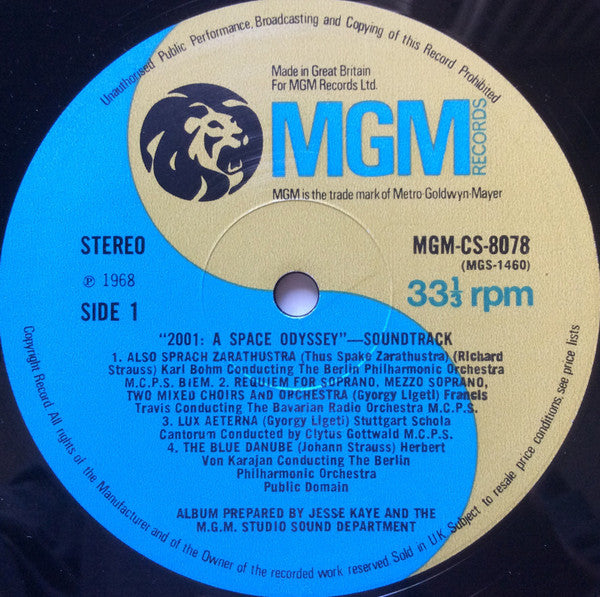 Unauthorised Public Performance, Broadcasting and Copying of this Record Prohibited
Made in Great Britain
For MGM Records Ltd.
MGM
RECORDS
MGM is the trade mark of Metro-Goldwyn-Mayer
STEREO
MGM-CS-8078
(MGS-1460)
℗ 1968
33⅓ rpm
SIDE 1
"2001: A SPACE ODYSSEY"—SOUNDTRACK
1. ALSO SPRACH ZARATHUSTRA (Thus Spake Zarathustra) (Richard
Strauss) Karl Bohm Conducting The Berlin Philharmonic Orchestra
M.C.P.S. BIEM. 2. REQUIEM FOR SOPRANO, MEZZO SOPRANO,
TWO MIXED CHOIRS AND ORCHESTRA (Gyorgy Ligeti) Francis
Travis Conducting The Bavarian Radio Orchestra M.C.P.S.
3. LUX AETERNA (Gyorgy Ligeti) Stuttgart Schola
Cantorum Conducted by Clytus Gottwald M.C.P.S.
4. THE BLUE DANUBE (Johann Strauss) Herbert
Von Karajan Conducting The Berlin
Philharmonic Orchestra
Public Domain
ALBUM PREPARED BY JESSE KAYE AND THE
M.G.M. STUDIO SOUND DEPARTMENT
Copyright Record. All rights of the Manufacturer and of the Owner of the recorded work reserved. Sold in U.K. Subject to resale price conditions, see price lists